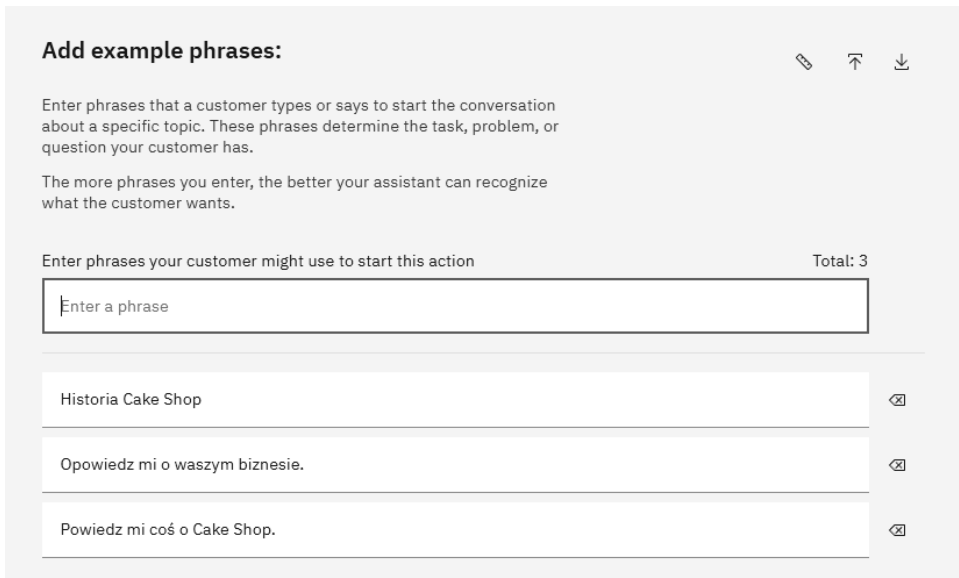 Add example phrases:
Enter phrases that a customer types or says to start the conversation
about a specific topic. These phrases determine the task, problem, or
question your customer has.
The more phrases you enter, the better your assistant can recognize
what the customer wants.
Enter phrases your customer might use to start this action Total: 3
Enter a phrase
Historia Cake Shop
Opowiedz mi o waszym biznesie.
Powiedz mi coś o Cake Shop.